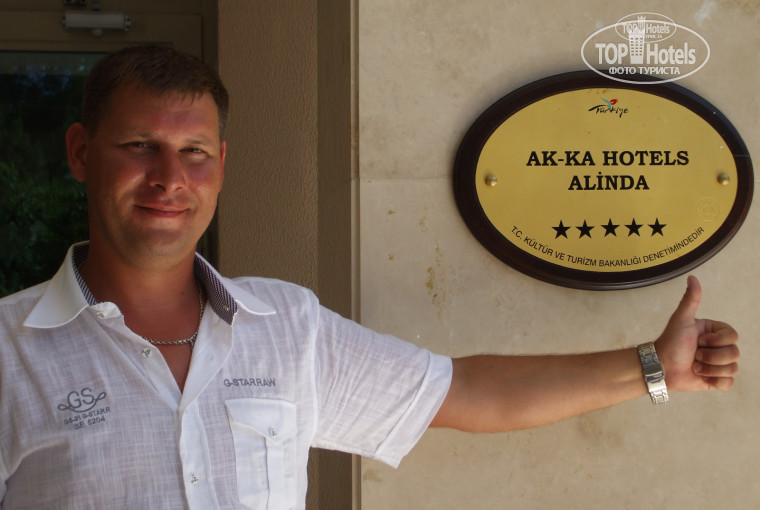 TOP Hotels
ФОТО ТУРИСТА
Türkiye
AK-KA HOTELS
ALİNDA
T.C. KÜLTÜR VE TURİZM BAKANLIĞI DENETİMİNDEDİR
G-STARRAW
GS